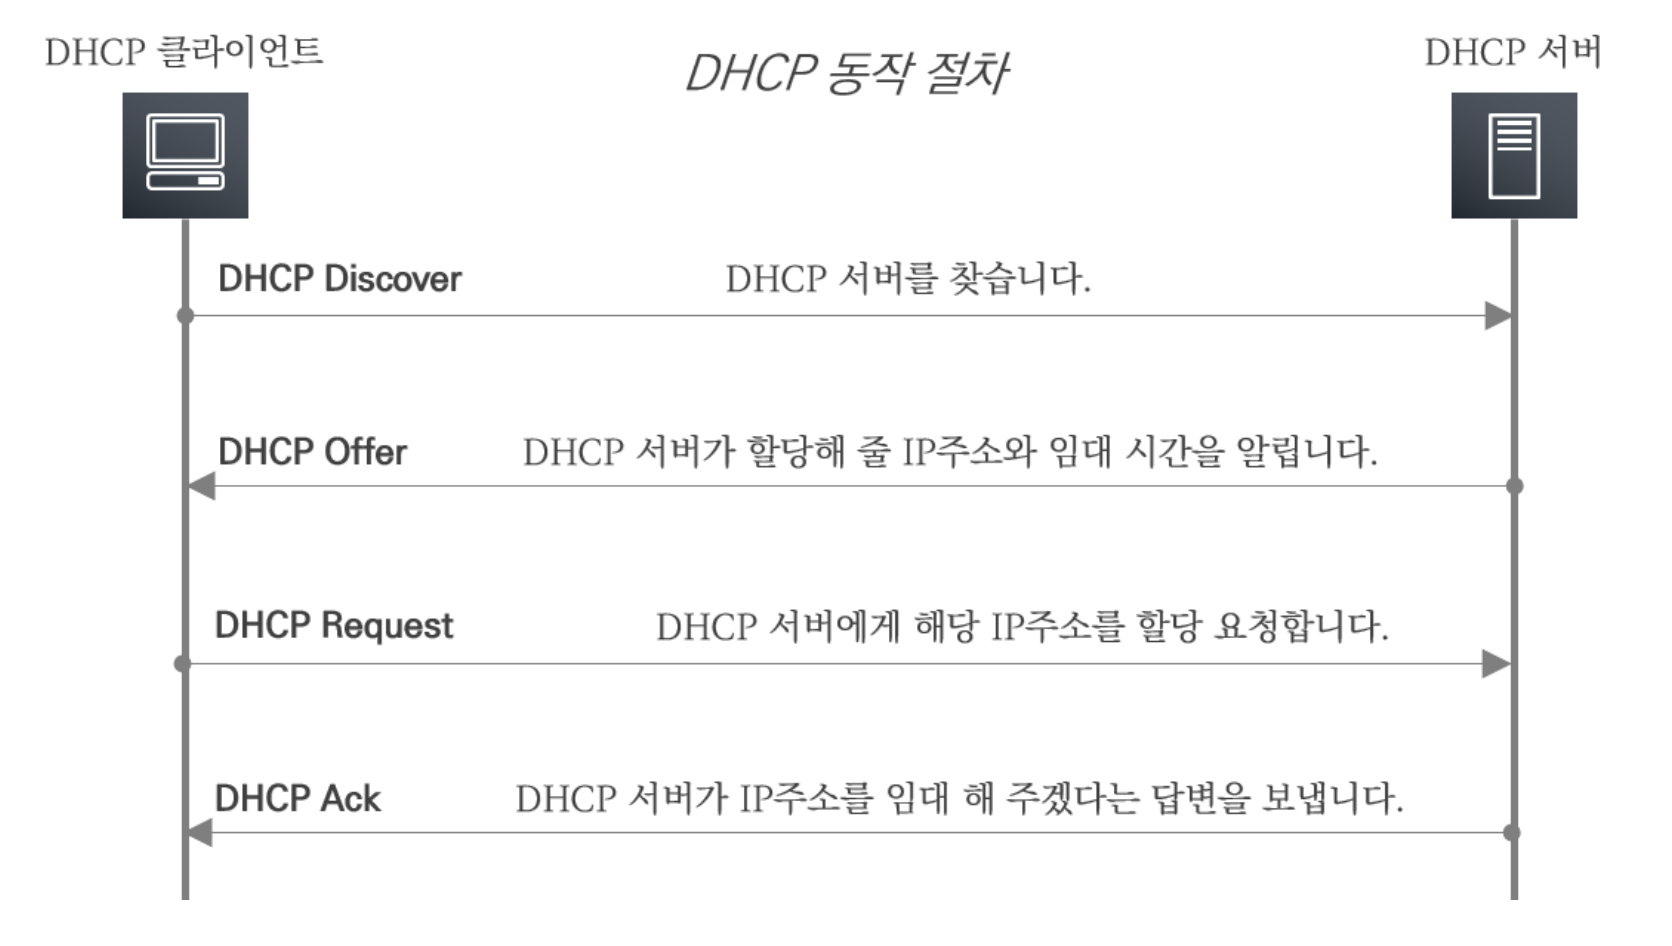 DHCP 클라이언트
DHCP 동작 절차
DHCP 서버
DHCP Discover
DHCP 서버를 찾습니다.
DHCP Offer
DHCP 서버가 할당해 줄 IP주소와 임대 시간을 알립니다.
DHCP Request
DHCP 서버에게 해당 IP주소를 할당 요청합니다.
DHCP Ack
DHCP 서버가 IP주소를 임대 해 주겠다는 답변을 보냅니다.